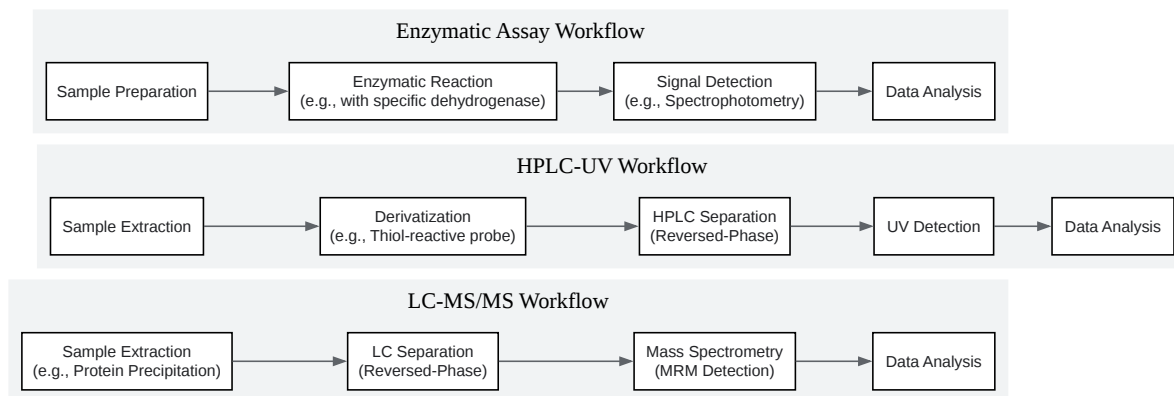 Enzymatic Assay Workflow
Sample Preparation
Enzymatic Reaction
(e.g., with specific dehydrogenase)
Signal Detection
(e.g., Spectrophotometry)
Data Analysis
HPLC-UV Workflow
Sample Extraction
Derivatization
(e.g., Thiol-reactive probe)
HPLC Separation
(Reversed-Phase)
UV Detection
Data Analysis
LC-MS/MS Workflow
Sample Extraction
(e.g., Protein Precipitation)
LC Separation
(Reversed-Phase)
Mass Spectrometry
(MRM Detection)
Data Analysis